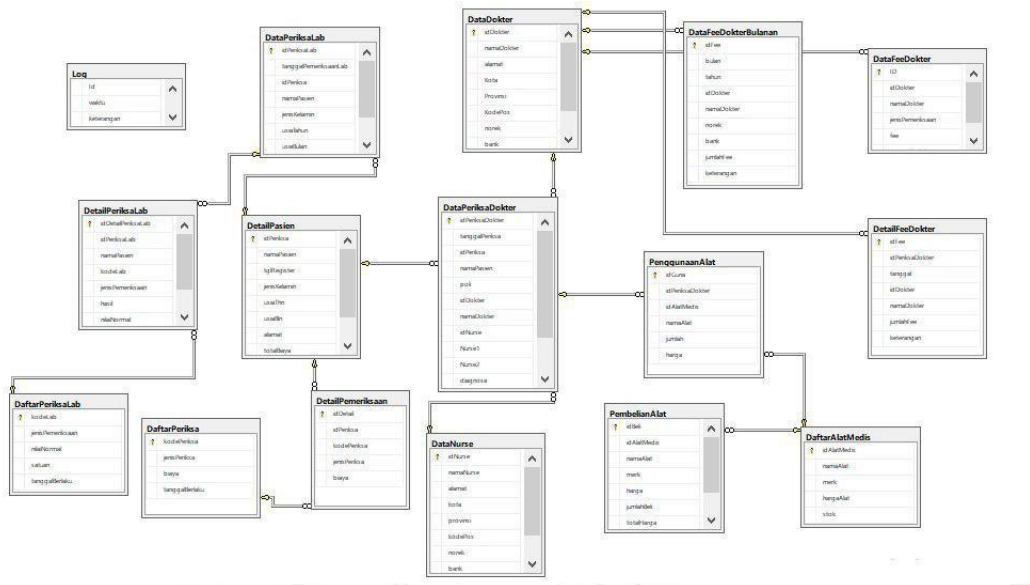 Log
Id
waktu
keterangan
DataPeriksaLab
idPeriksaLab
tanggalPemeriksaanLab
idPeriksa
namaPasien
jenisKelamin
usiaTahun
usiaBulan
DataDokter
idDokter
namaDokter
alamat
Kota
Provinsi
KodePos
norek
bank
DataFeeDokterBulanan
idFee
bulan
tahun
idDokter
namaDokter
norek
bank
jumlahFee
keterangan
DataFeeDokter
idDokter
namaDokter
jenisPemeriksaan
fee
DetailPeriksaLab
idDetailPeriksaLab
idPeriksaLab
namaPasien
kodeLab
jenisPemeriksaan
hasil
nilaiNormal
DetailPasien
idPeriksa
namaPasien
tglRegister
jenisKelamin
usiaThn
usiaBln
alamat
totalBiaya
DataPeriksaDokter
idPeriksaDokter
tanggalPeriksa
idPeriksa
namaPasien
poli
idDokter
namaDokter
idNurse
Nurse1
Nurse2
diagnosa
PenggunaanAlat
idGuna
idPeriksaDokter
idAlatMedis
namaAlat
jumlah
harga
DetailFeeDokter
idFee
idPeriksaDokter
tanggal
idDokter
namaDokter
jumlahFee
keterangan
DaftarPeriksaLab
kodeLab
jenisPemeriksaan
nilaiNormal
satuan
tanggalBerlaku
DaftarPeriksa
kodePeriksa
jenisPeriksa
biaya
tanggalBerlaku
DetailPemeriksaan
idDetail
idPeriksa
kodePeriksa
jenisPeriksa
biaya
DataNurse
idNurse
namaNurse
alamat
kota
provinsi
kodePos
norek
bank
PembelianAlat
idBeli
idAlatMedis
namaAlat
merk
harga
jumlahBeli
totalHarga
DaftarAlatMedis
idAlatMedis
namaAlat
merk
hargaAlat
stok